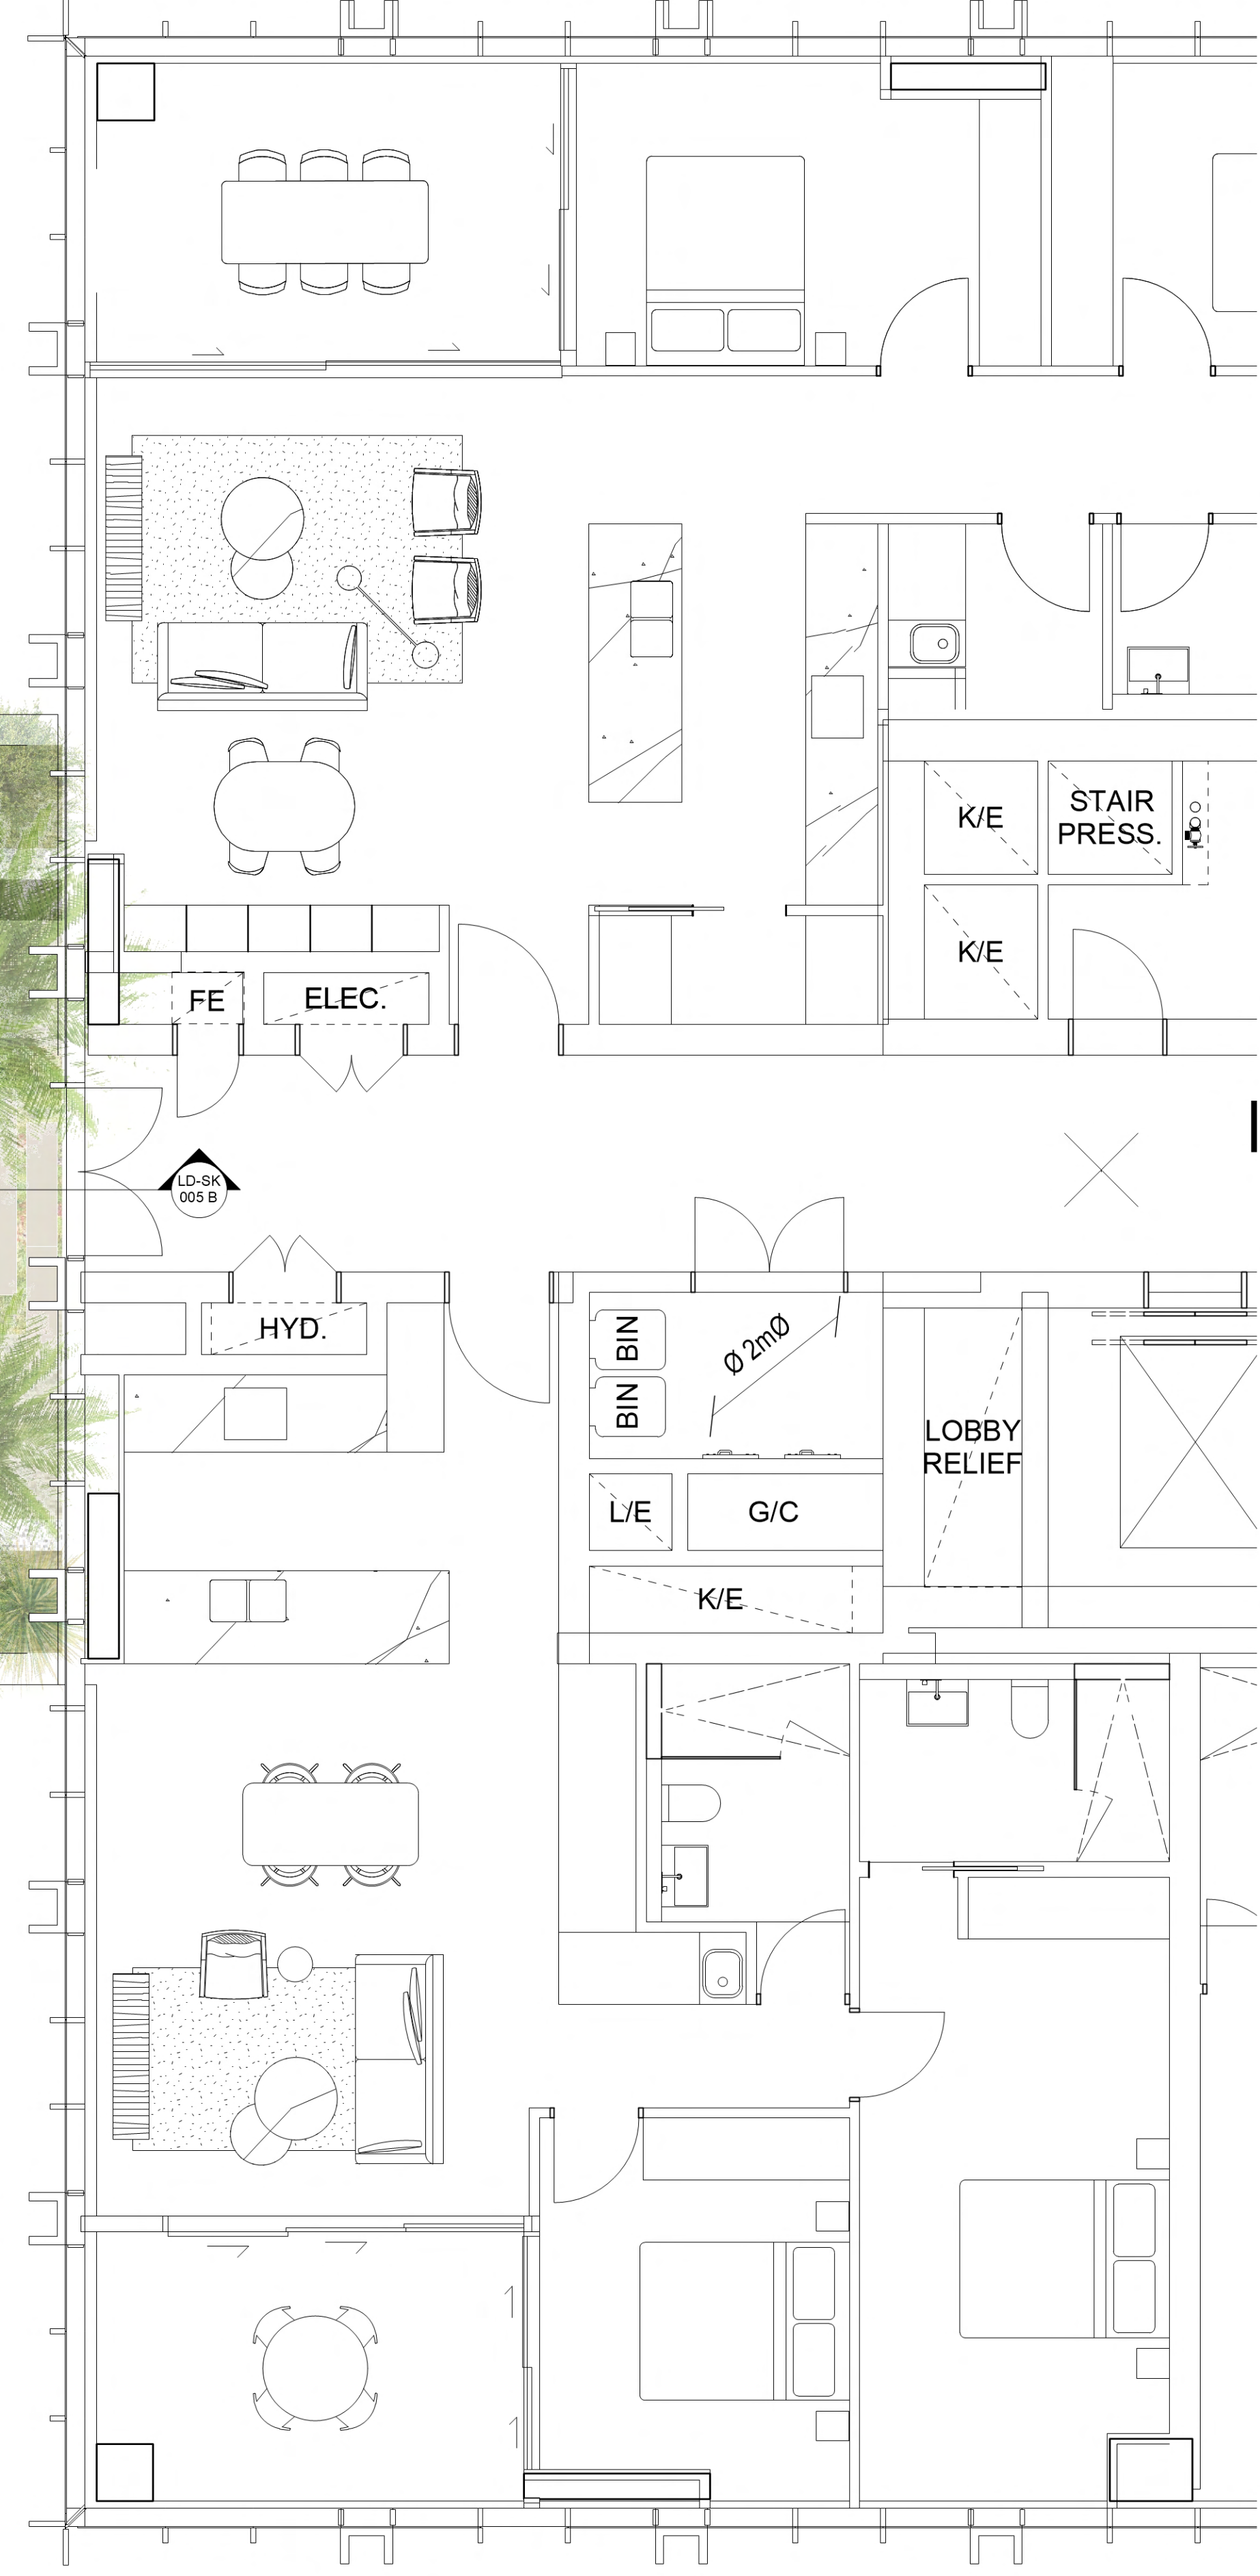 K/E
STAIR
PRESS.
K/E
FE
ELEC.
LD-SK
005 B
HYD.
BIN
Ø 2mØ
BIN
LOBBY
RELIEF
L/E
G/C
K/E